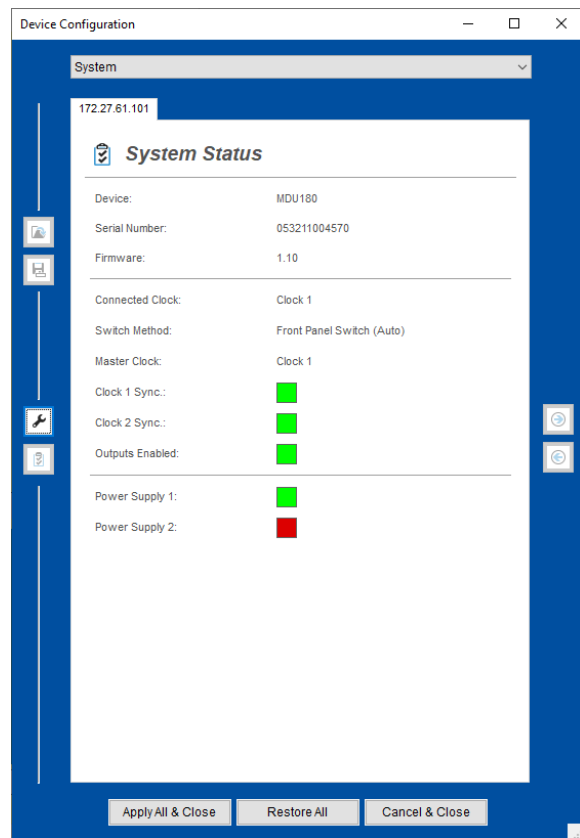 Device Configuration
System
172.27.61.101
System Status
Device: MDU180
Serial Number: 053211004570
Firmware: 1.10
Connected Clock: Clock 1
Switch Method: Front Panel Switch (Auto)
Master Clock: Clock 1
Clock 1 Sync.:
Clock 2 Sync.:
Outputs Enabled:
Power Supply 1:
Power Supply 2:
Apply All & Close Restore All Cancel & Close